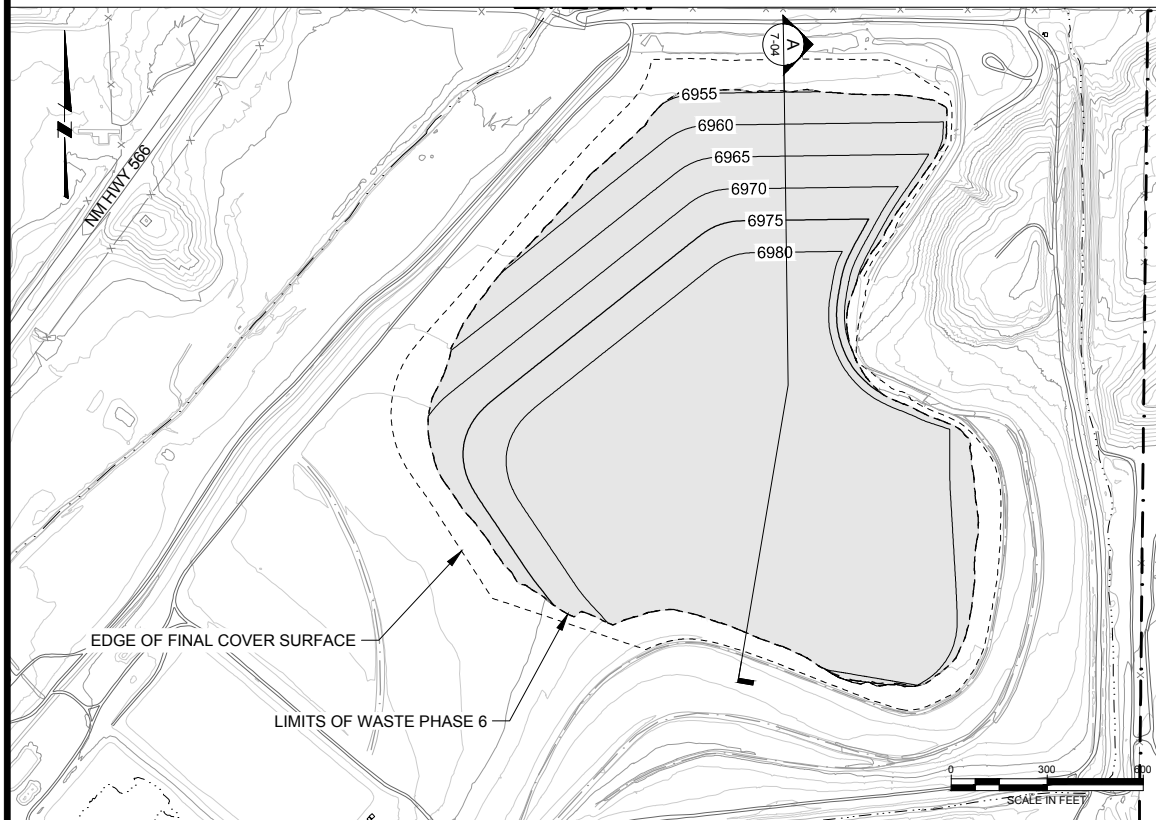 A
7-04
6955
6960
6965
6970
6975
6980
NM HWY 566
EDGE OF FINAL COVER SURFACE
LIMITS OF WASTE PHASE 6
0 300 600
SCALE IN FEET